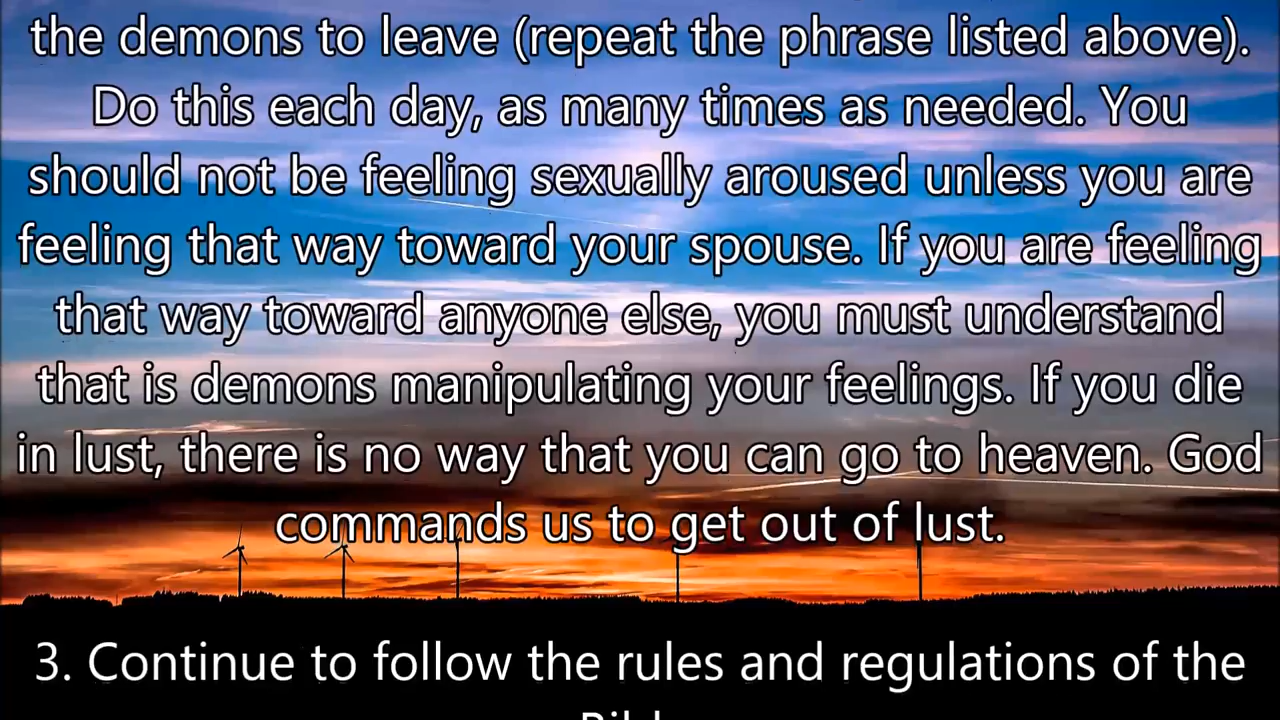 the demons to leave (repeat the phrase listed above).
Do this each day, as many times as needed. You
should not be feeling sexually aroused unless you are
feeling that way toward your spouse. If you are feeling
that way toward anyone else, you must understand
that is demons manipulating your feelings. If you die
in lust, there is no way that you can go to heaven. God
commands us to get out of lust.
3. Continue to follow the rules and regulations of the